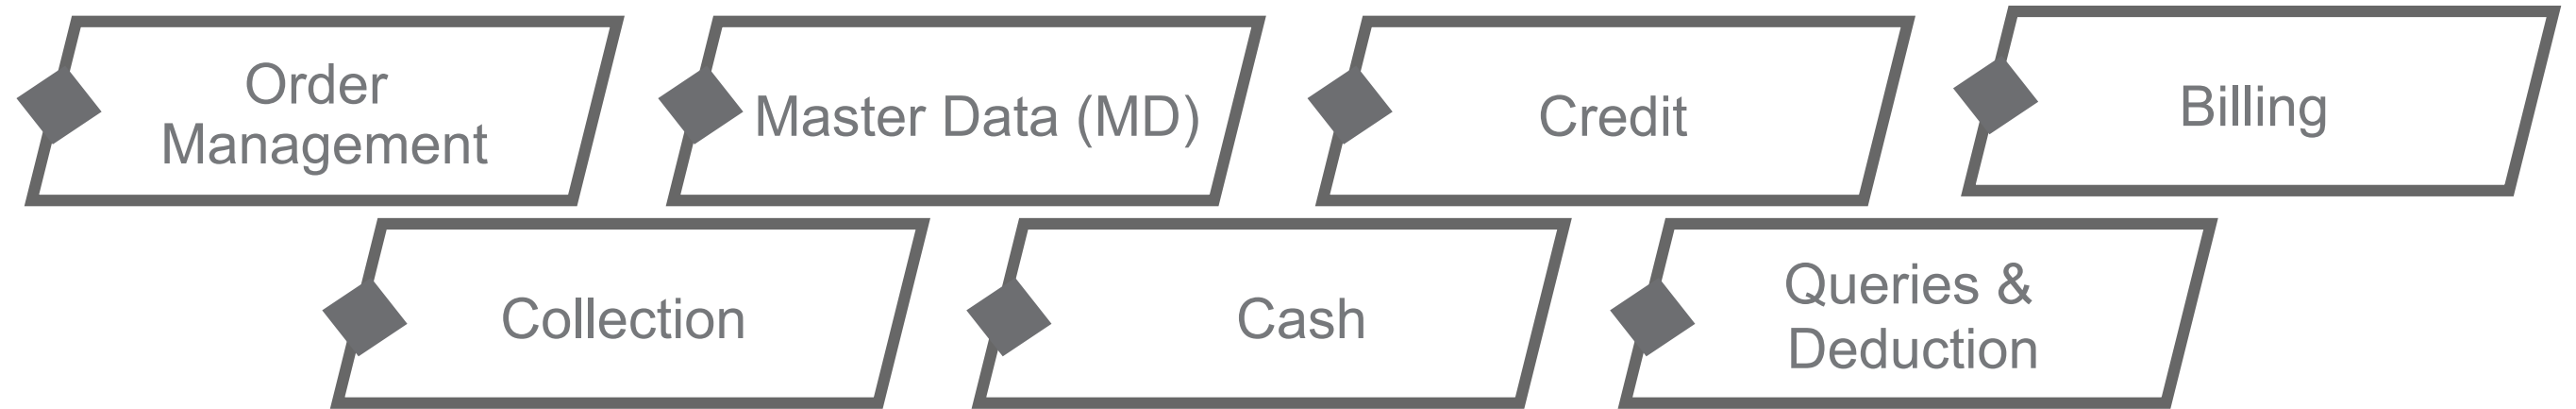 Order
Management
Master Data (MD)
Credit
Billing
Collection
Cash
Queries &
Deduction